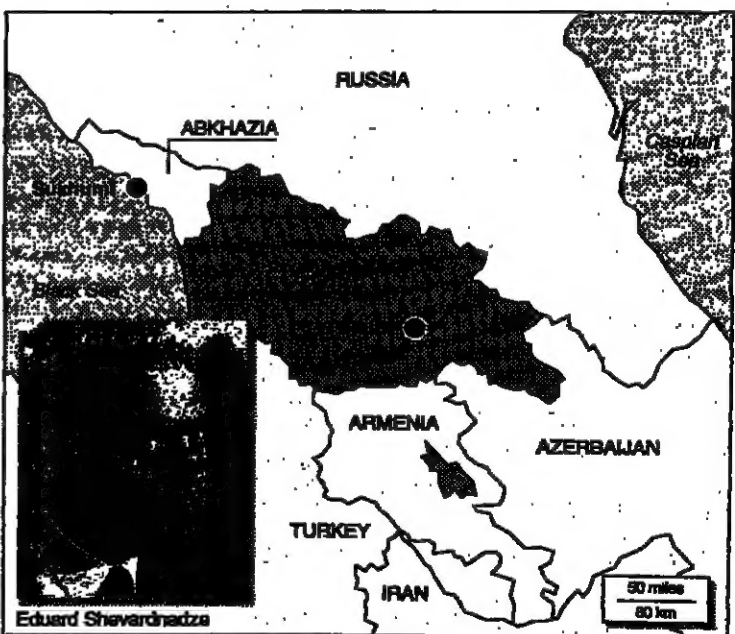 RUSSIA
ABKHAZIA
Caspian
Sea
Sukhumi
Black Sea
ARMENIA
AZERBAIJAN
TURKEY
IRAN
50 miles
80 km
Eduard Shevardnadze